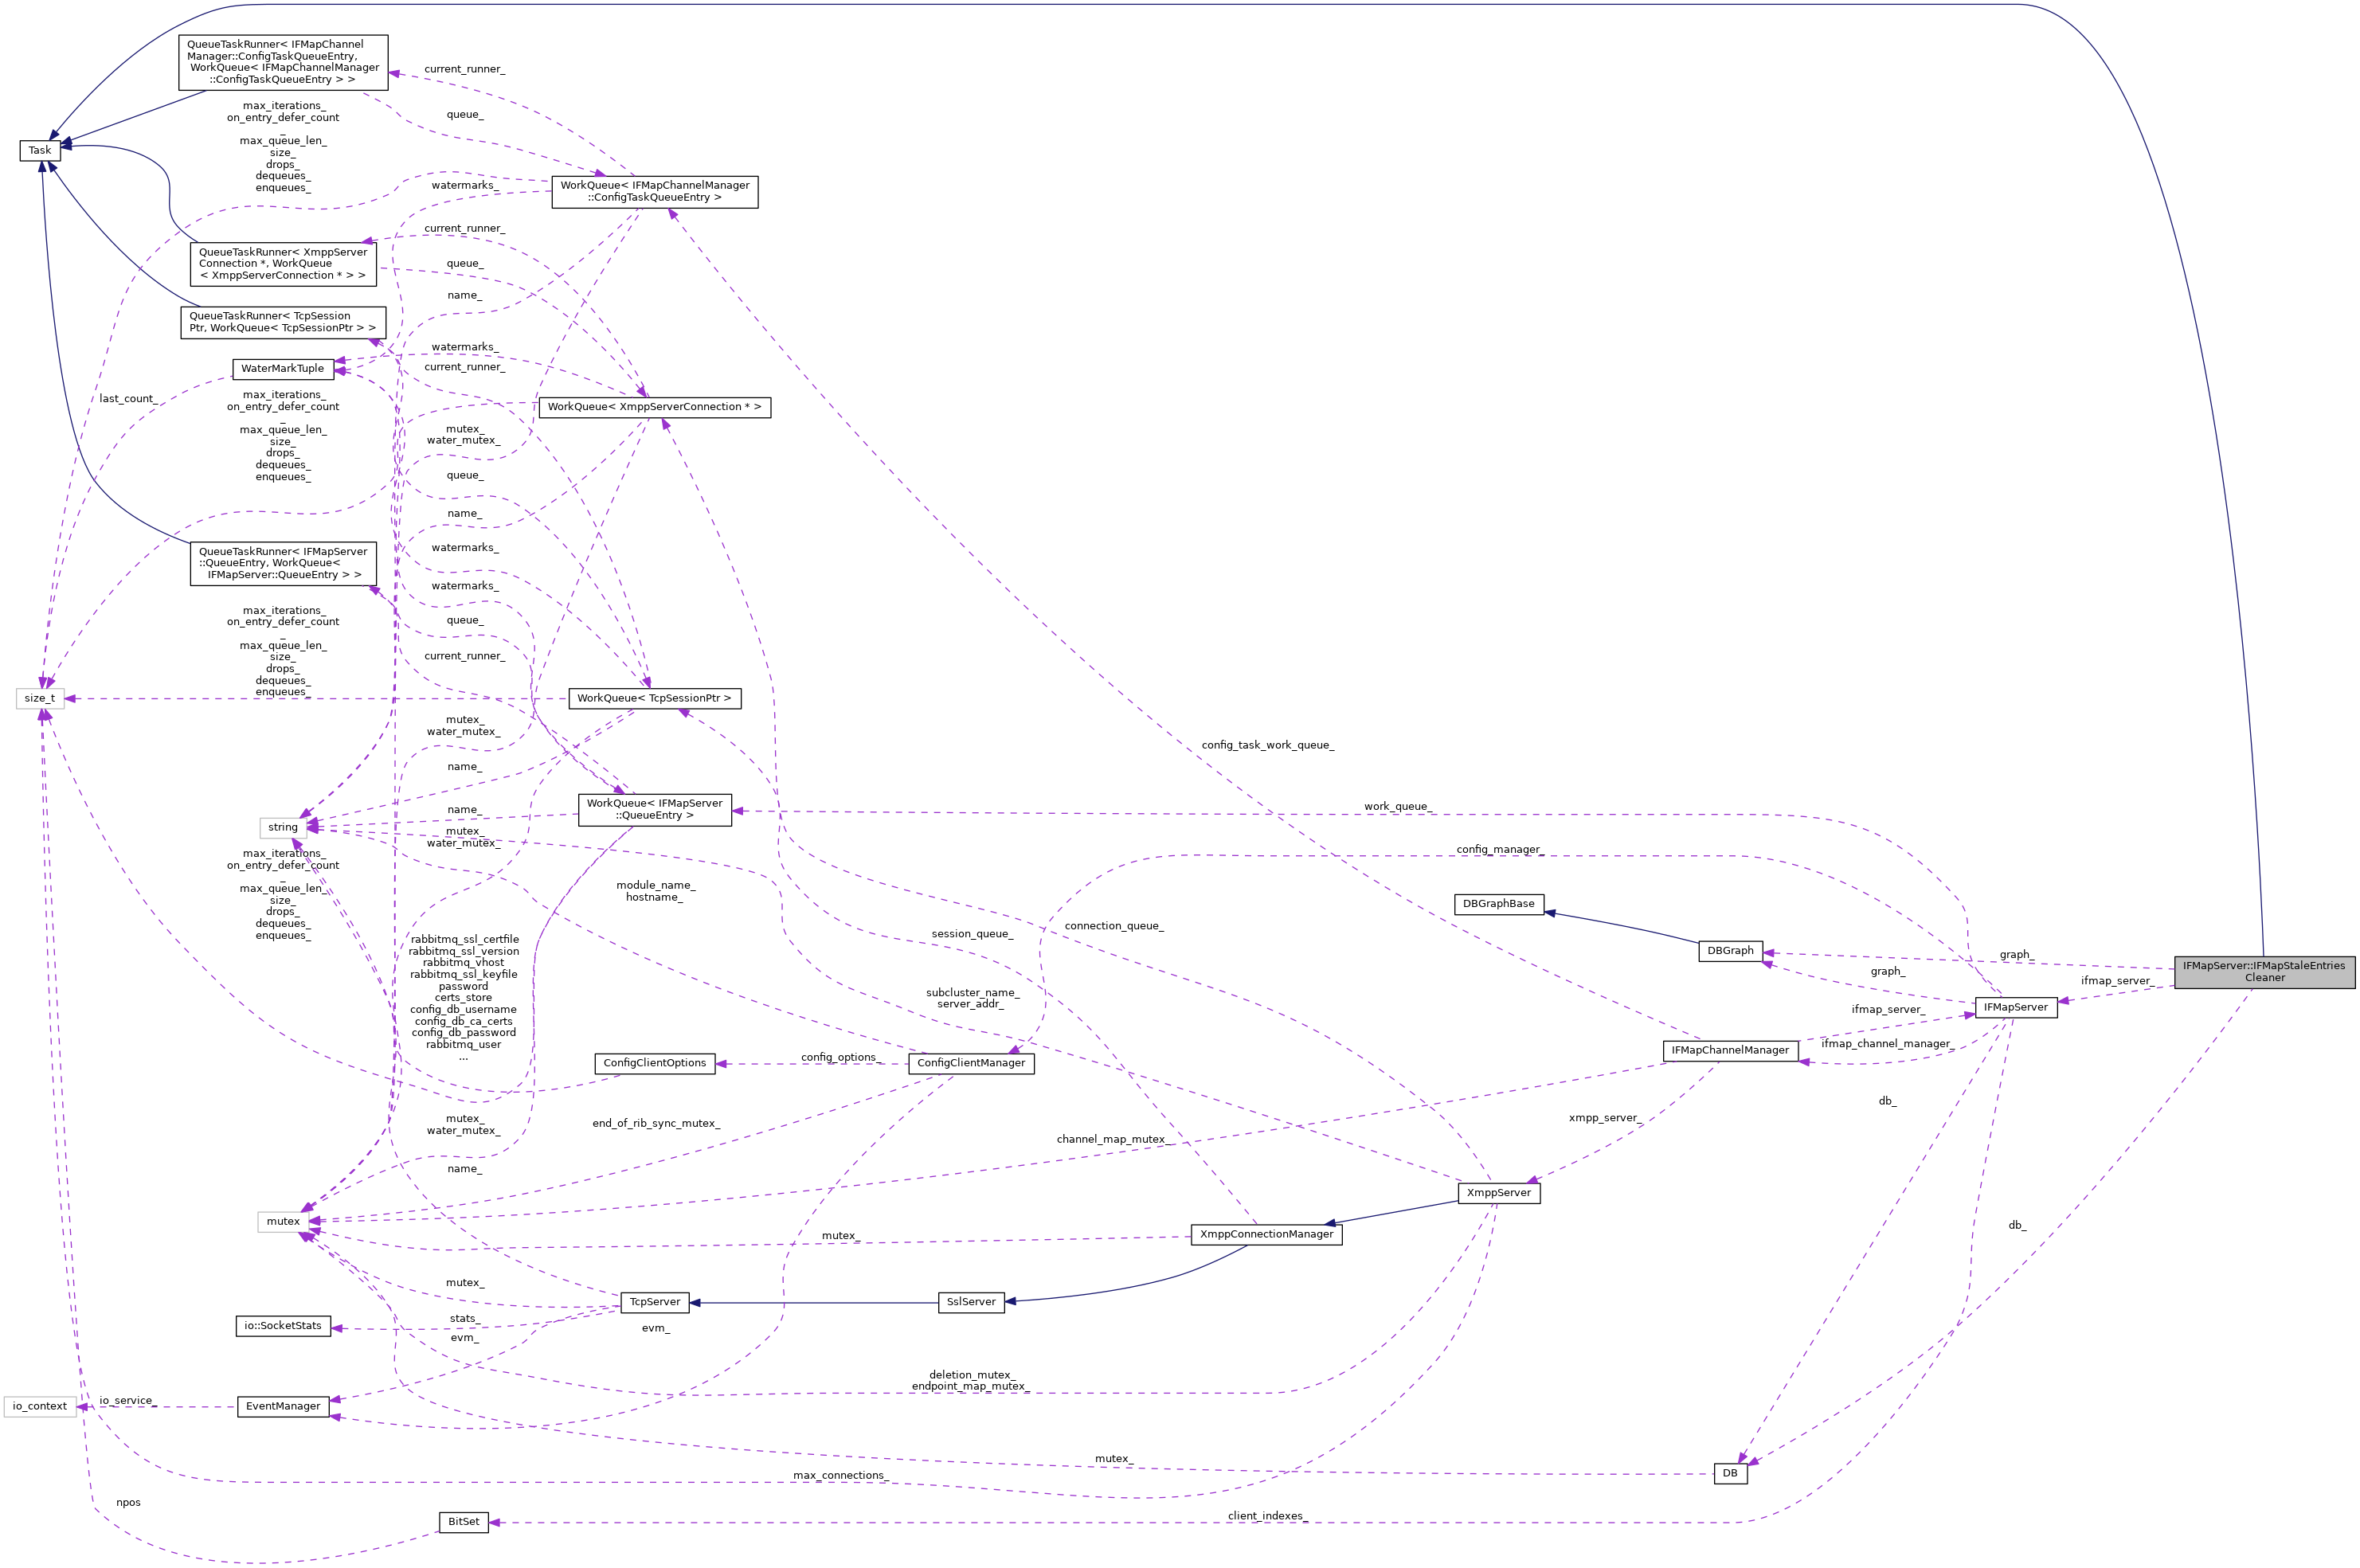 QueueTaskRunner< IFMapChannel
Manager::ConfigTaskQueueEntry,
WorkQueue< IFMapChannelManager
::ConfigTaskQueueEntry > >
current_runner_
queue_
max_iterations_
on_entry_defer_count
_
max_queue_len_
size_
drops_
dequeues_
enqueues_
Task
watermarks_
WorkQueue< IFMapChannelManager
::ConfigTaskQueueEntry >
current_runner_
QueueTaskRunner< XmppServer
Connection *, WorkQueue
< XmppServerConnection * > >
queue_
name_
QueueTaskRunner< TcpSession
Ptr, WorkQueue< TcpSessionPtr > >
watermarks_
current_runner_
WaterMarkTuple
last_count_
max_iterations_
on_entry_defer_count
_
max_queue_len_
size_
drops_
dequeues_
enqueues_
WorkQueue< XmppServerConnection * >
mutex_
water_mutex_
queue_
name_
QueueTaskRunner< IFMapServer
::QueueEntry, WorkQueue<
IFMapServer::QueueEntry > >
watermarks_
watermarks_
queue_
max_iterations_
on_entry_defer_count
_
max_queue_len_
size_
drops_
dequeues_
enqueues_
current_runner_
size_t
WorkQueue< TcpSessionPtr >
mutex_
water_mutex_
config_task_work_queue_
name_
WorkQueue< IFMapServer
::QueueEntry >
work_queue_
name_
string
mutex_
water_mutex_
config_manager_
max_iterations_
on_entry_defer_count
_
max_queue_len_
size_
drops_
dequeues_
enqueues_
module_name_
hostname_
DBGraphBase
session_queue_
connection_queue_
DBGraph
graph_
IFMapServer::IFMapStaleEntries
Cleaner
graph_
ifmap_server_
rabbitmq_ssl_certfile
rabbitmq_ssl_version
rabbitmq_vhost
rabbitmq_ssl_keyfile
password
certs_store
config_db_username
config_db_ca_certs
config_db_password
rabbitmq_user
...
subcluster_name_
server_addr_
ifmap_server_
IFMapServer
ifmap_channel_manager_
IFMapChannelManager
ConfigClientOptions
config_options_
ConfigClientManager
db_
mutex_
water_mutex_
end_of_rib_sync_mutex_
channel_map_mutex_
xmpp_server_
name_
XmppServer
mutex
mutex_
XmppConnectionManager
db_
mutex_
TcpServer
SslServer
io::SocketStats
stats_
evm_
evm_
deletion_mutex_
endpoint_map_mutex_
io_context
io_service_
EventManager
mutex_
max_connections_
DB
npos
BitSet
client_indexes_